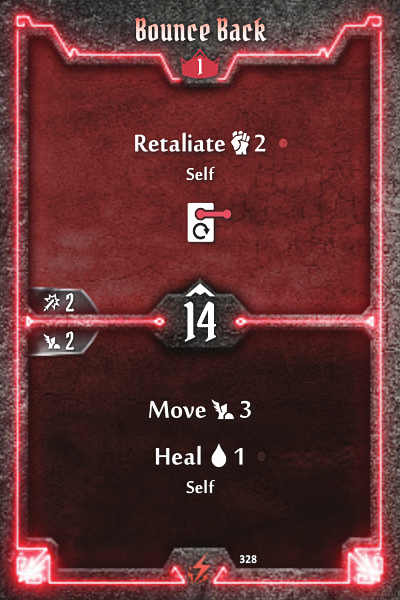 Bounce Back
1
Retaliate 2
Self
2
14
2
Move 3
Heal 1
Self
328